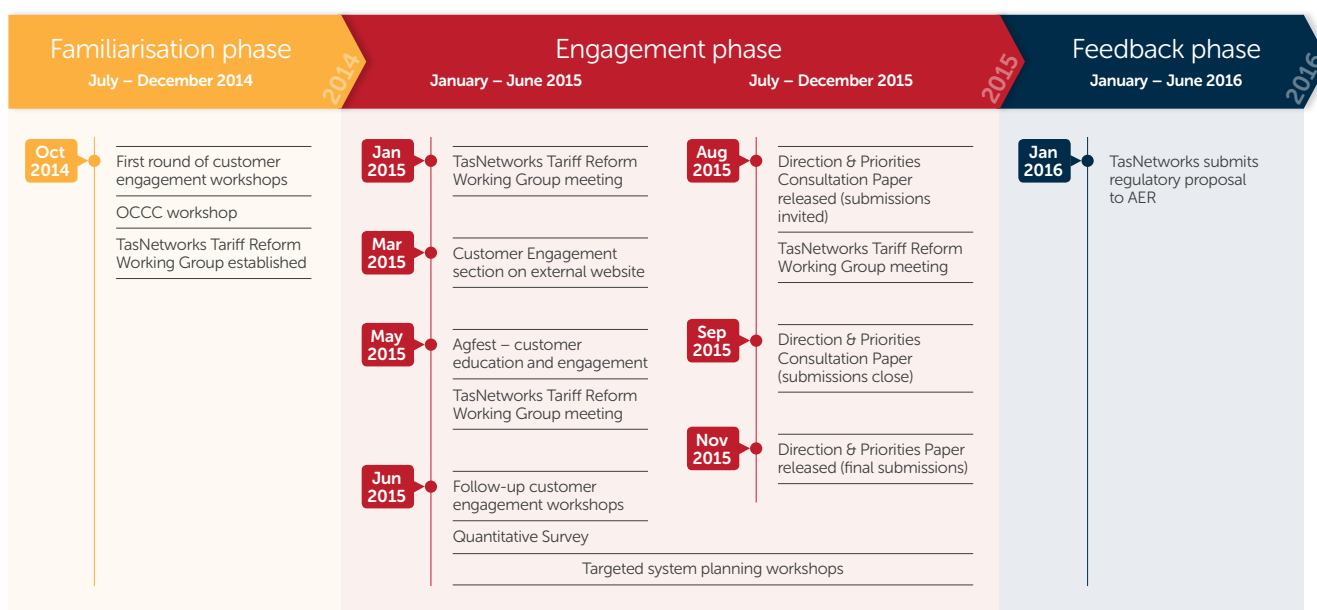 Familiarisation phase
July – December 2014
2014
Engagement phase
January – June 2015
July – December 2015
2015
Feedback phase
January – June 2016
2016
Oct
2014
First round of customer
engagement workshops
OCCC workshop
TasNetworks Tariff Reform
Working Group established
Jan
2015
TasNetworks Tariff Reform
Working Group meeting
Mar
2015
Customer Engagement
section on external website
May
2015
Agfest – customer
education and engagement
TasNetworks Tariff Reform
Working Group meeting
Jun
2015
Follow-up customer
engagement workshops
Quantitative Survey
Targeted system planning workshops
Aug
2015
Direction & Priorities
Consultation Paper
released (submissions
invited)
TasNetworks Tariff Reform
Working Group meeting
Sep
2015
Direction & Priorities
Consultation Paper
(submissions close)
Nov
2015
Direction & Priorities Paper
released (final submissions)
Jan
2016
TasNetworks submits
regulatory proposal
to AER